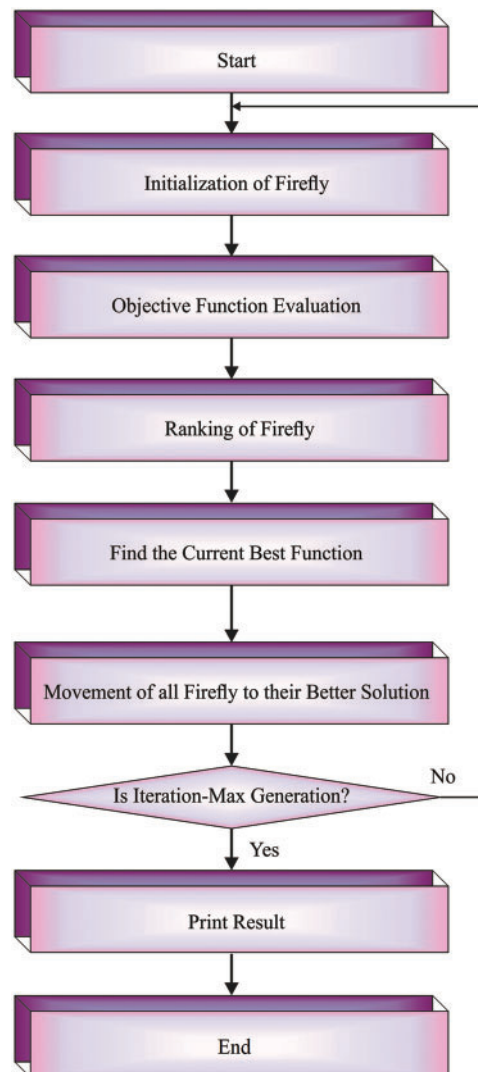 Start
Initialization of Firefly
Objective Function Evaluation
Ranking of Firefly
Find the Current Best Function
Movement of all Firefly to their Better Solution
Is Iteration-Max Generation?
No
Yes
Print Result
End